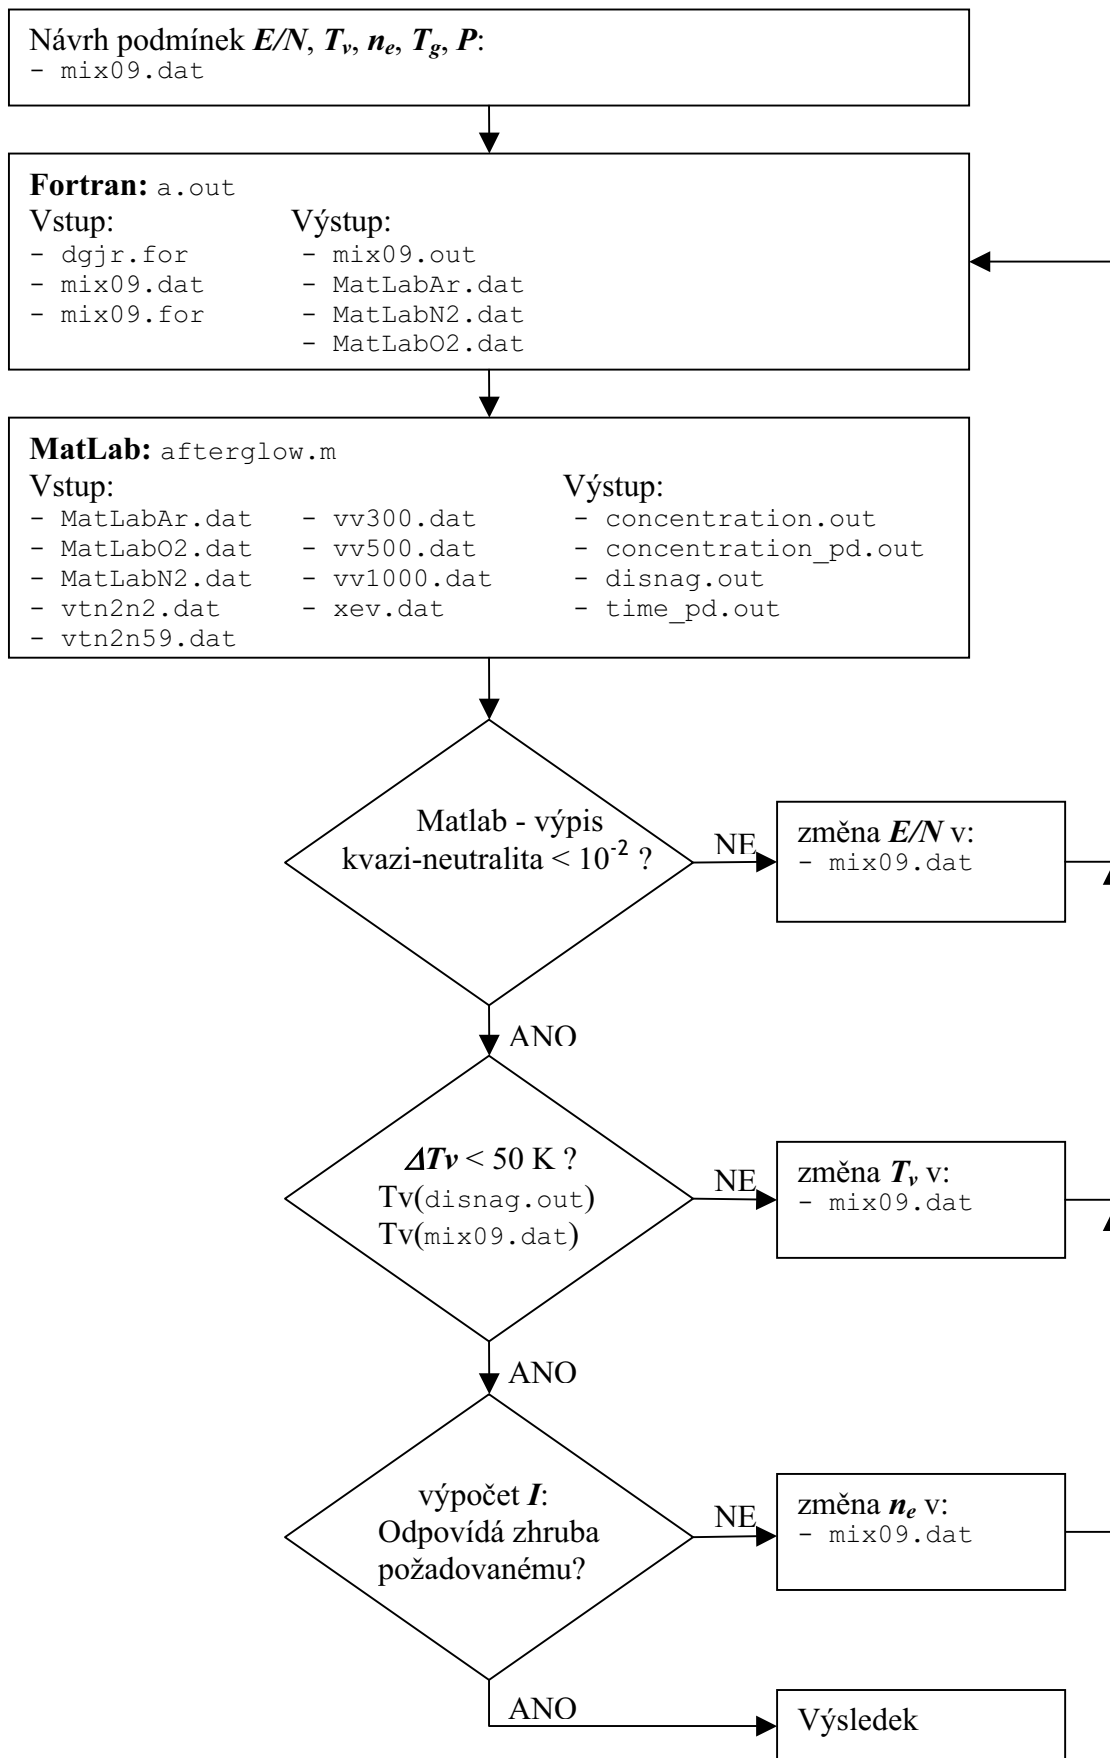 Návrh podmínek E/N, Tv, ne, Tg, P:
- mix09.dat
Fortran: a.out
Vstup:
- dgjr.for
- mix09.dat
- mix09.for
Výstup:
- mix09.out
- MatLabAr.dat
- MatLabN2.dat
- MatLabO2.dat
MatLab: afterglow.m
Vstup:
- MatLabAr.dat
- MatLabO2.dat
- MatLabN2.dat
- vtn2n2.dat
- vtn2n59.dat
- vv300.dat
- vv500.dat
- vv1000.dat
- xev.dat
Výstup:
- concentration.out
- concentration_pd.out
- disnag.out
- time_pd.out
Matlab - výpis
kvazi-neutralita < 10⁻² ?
NE
změna E/N v:
- mix09.dat
ANO
ΔTv < 50 K ?
Tv(disnag.out)
Tv(mix09.dat)
NE
změna Tv v:
- mix09.dat
ANO
výpočet I:
Odpovídá zhruba
požadovanému?
NE
změna ne v:
- mix09.dat
ANO
Výsledek